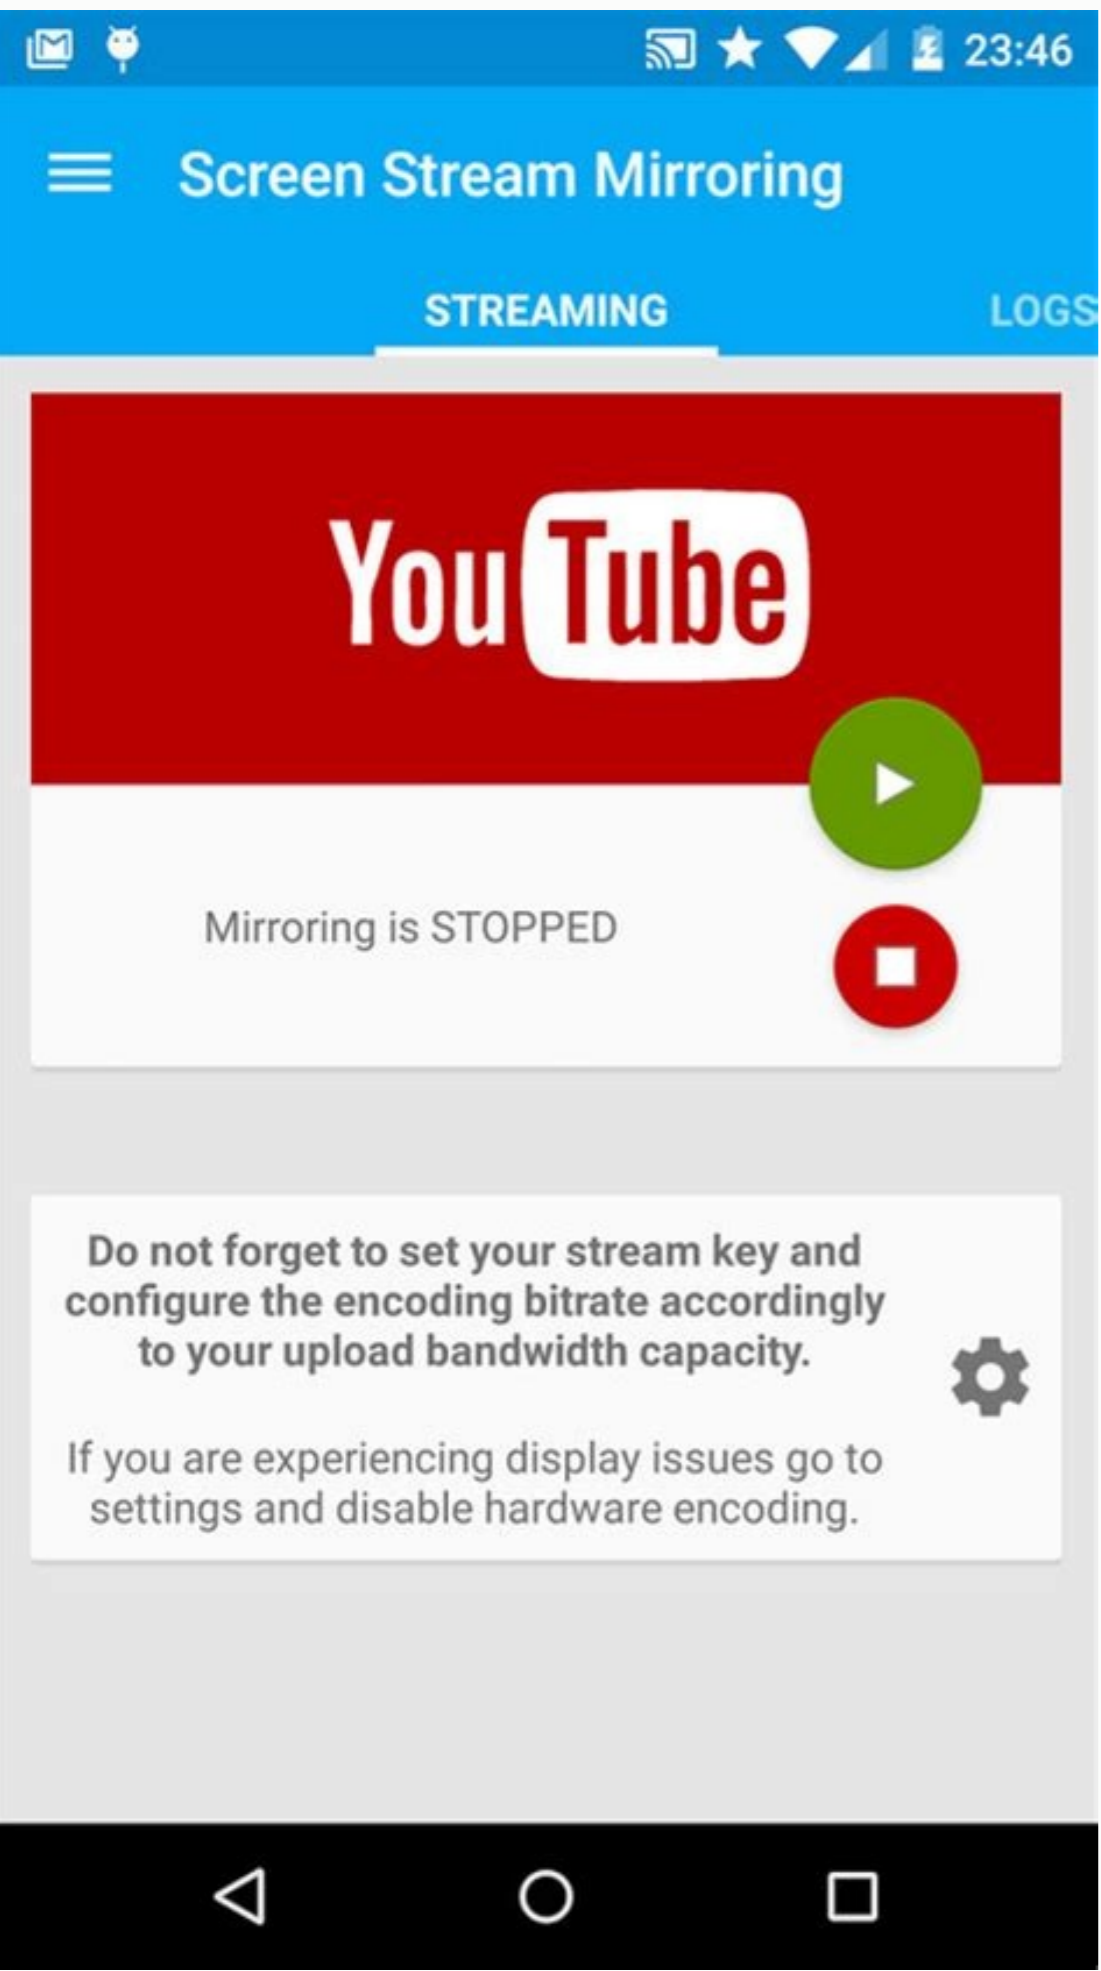 23:46
Screen Stream Mirroring
STREAMING LOGS
YouTube
Mirroring is STOPPED
Do not forget to set your stream key and
configure the encoding bitrate accordingly
to your upload bandwidth capacity.
If you are experiencing display issues go to
settings and disable hardware encoding.